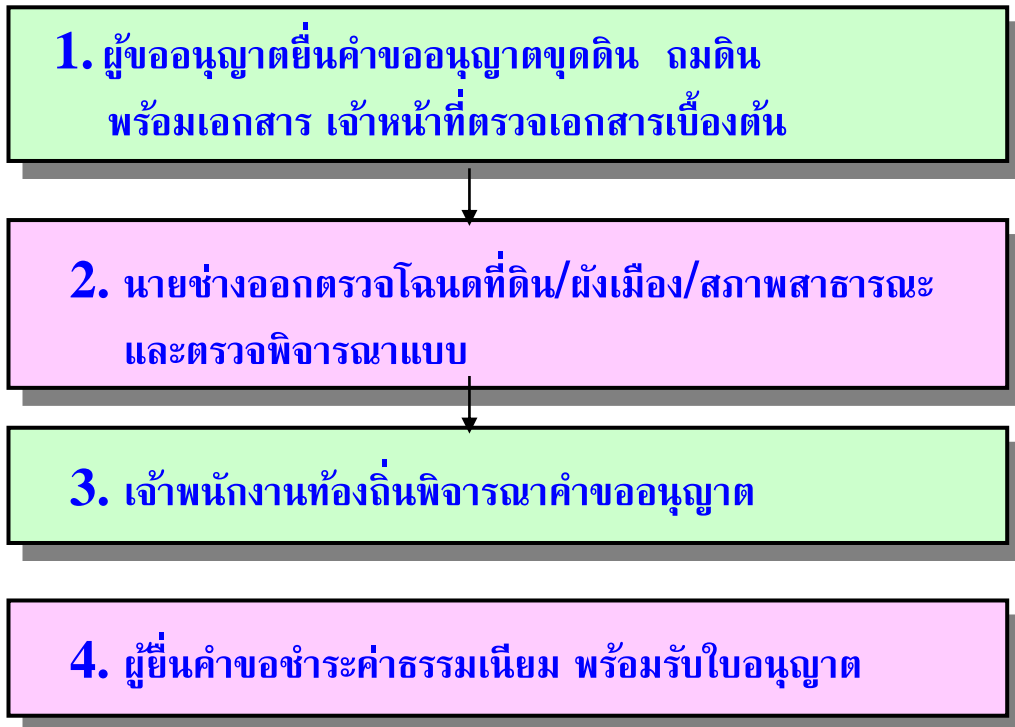 1. ผู้ขออนุญาตยื่นคำขออนุญาตขุดดิน ถมดิน
พร้อมเอกสาร เจ้าหน้าที่ตรวจเอกสารเบื้องต้น
2. นายช่างออกตรวจโฉนดที่ดิน/ผังเมือง/สภาพสาธารณะ
และตรวจพิจารณาแบบ
3. เจ้าพนักงานท้องถิ่นพิจารณาคำขออนุญาต
4. ผู้ยื่นคำขอชำระค่าธรรมเนียม พร้อมรับใบอนุญาต